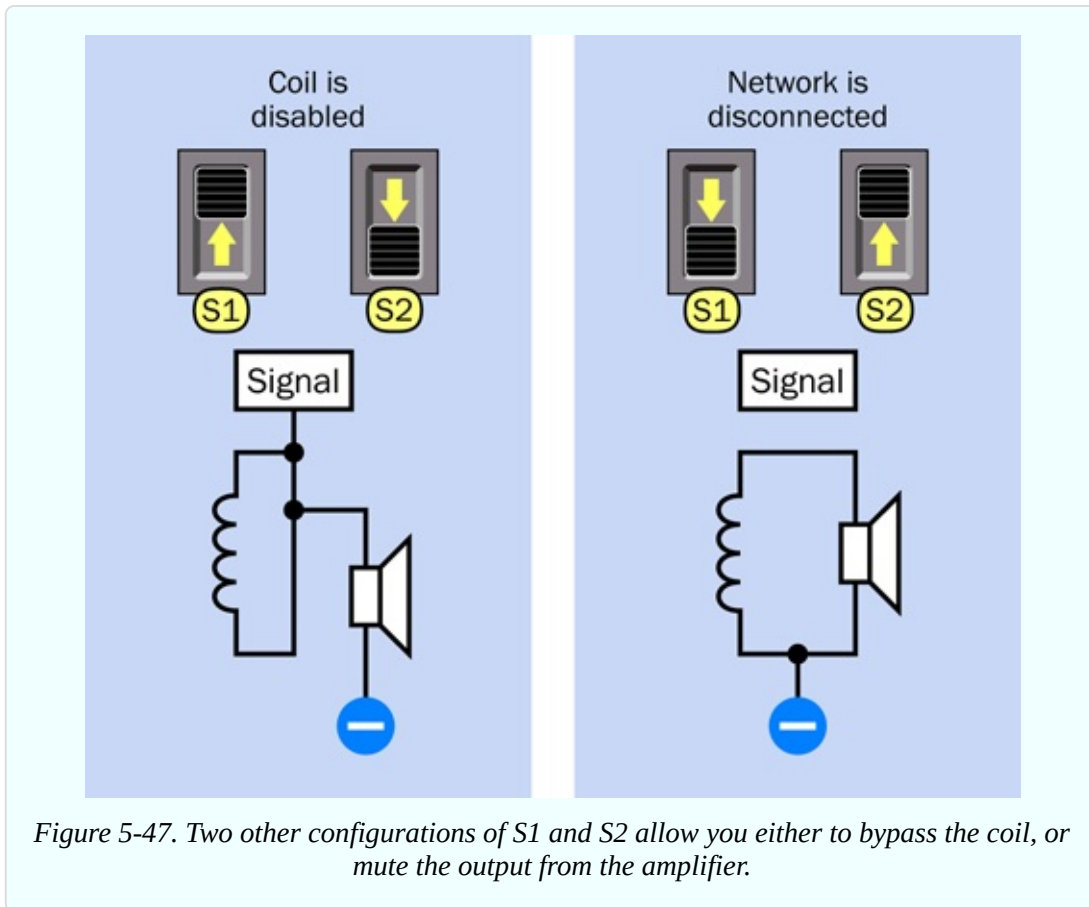 Coil is
disabled
S1
S2
Signal
Network is
disconnected
S1
S2
Signal
Figure 5-47. Two other configurations of S1 and S2 allow you either to bypass the coil, or
mute the output from the amplifier.